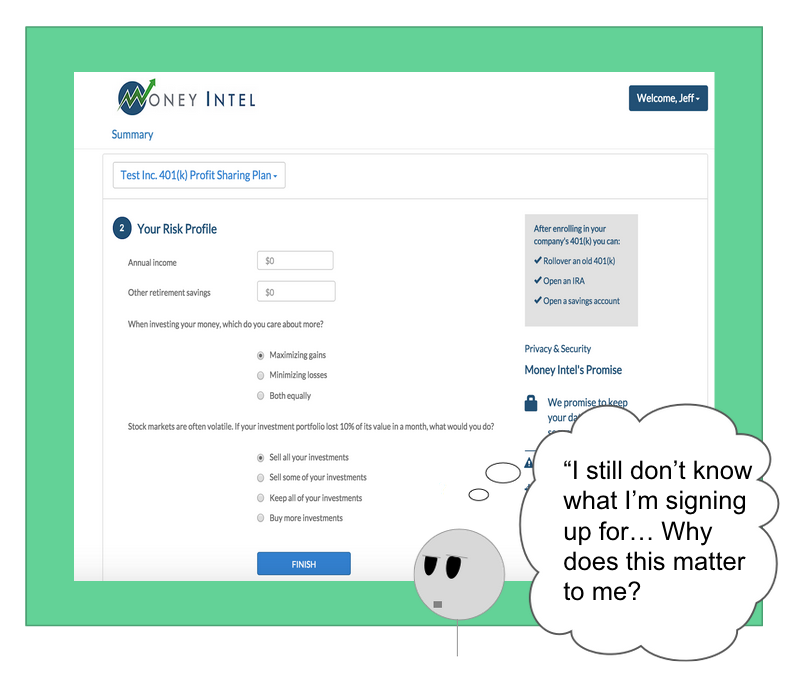 MONEY INTEL
Welcome, Jeff
Summary
Test Inc. 401(k) Profit Sharing Plan
2 Your Risk Profile
Annual income $0
Other retirement savings $0
When investing your money, which do you care about more?
Maximizing gains
Minimizing losses
Both equally
Stock markets are often volatile. If your investment portfolio lost 10% of its value in a month, what would you do?
Sell all your investments
Sell some of your investments
Keep all of your investments
Buy more investments
FINISH
After enrolling in your
company's 401(k) you can:
Rollover an old 401(k)
Open an IRA
Open a savings account
Privacy & Security
Money Intel's Promise
We promise to keep
your
“I still don’t know
what I’m signing
up for… Why
does this matter
to me?